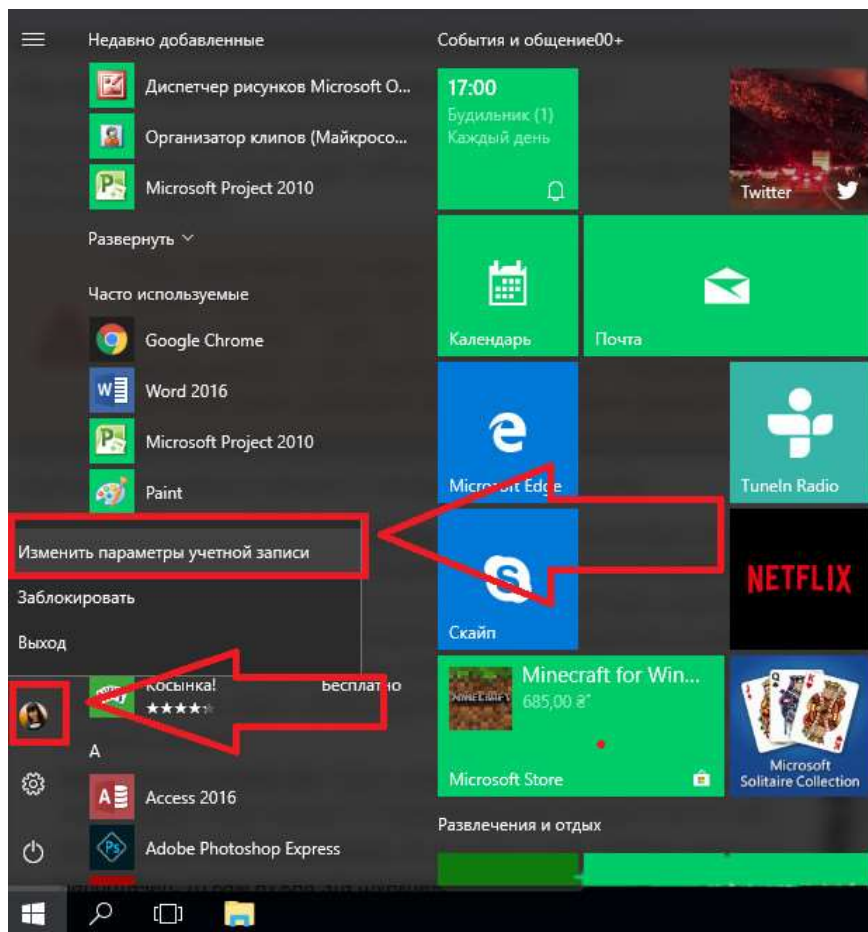 Недавно добавленные
Диспетчер рисунков Microsoft O...
Организатор клипов (Майкросо...
Microsoft Project 2010
Развернуть
Часто используемые
Google Chrome
Word 2016
Microsoft Project 2010
Paint
Изменить параметры учетной записи
Заблокировать
Выход
Косынка!
Бесплатно
А
Access 2016
Adobe Photoshop Express
События и общение00+
17:00
Будильник (1)
Каждый день
Twitter
Календарь
Почта
Microsoft Edge
TuneIn Radio
Скайп
NETFLIX
Minecraft for Win...
685,00 ₴*
MINECRAFT
Microsoft Store
Microsoft
Solitaire Collection
Развлечения и отдых